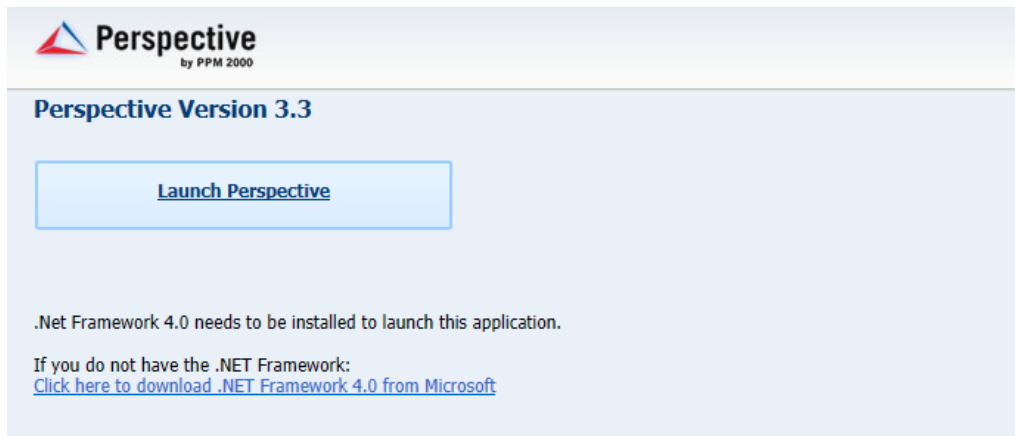 Perspective
by PPM 2000
Perspective Version 3.3
Launch Perspective
.Net Framework 4.0 needs to be installed to launch this application.
If you do not have the .NET Framework:
Click here to download .NET Framework 4.0 from Microsoft